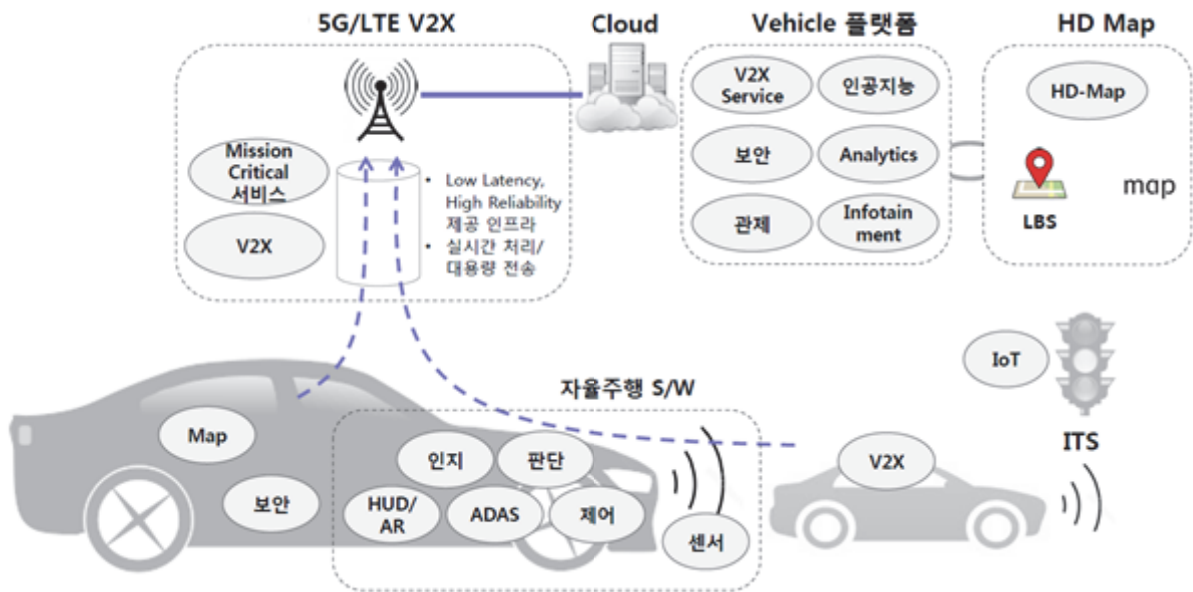 5G/LTE V2X
Cloud
Vehicle 플랫폼
HD Map
Mission
Critical
서비스
V2X
• Low Latency,
High Reliability
제공 인프라
• 실시간 처리/
대용량 전송
V2X
Service
인공지능
보안
Analytics
관제
Infotain
ment
HD-Map
LBS
map
IoT
ITS
자율주행 S/W
Map
보안
인지
판단
HUD/
AR
ADAS
제어
센서
V2X